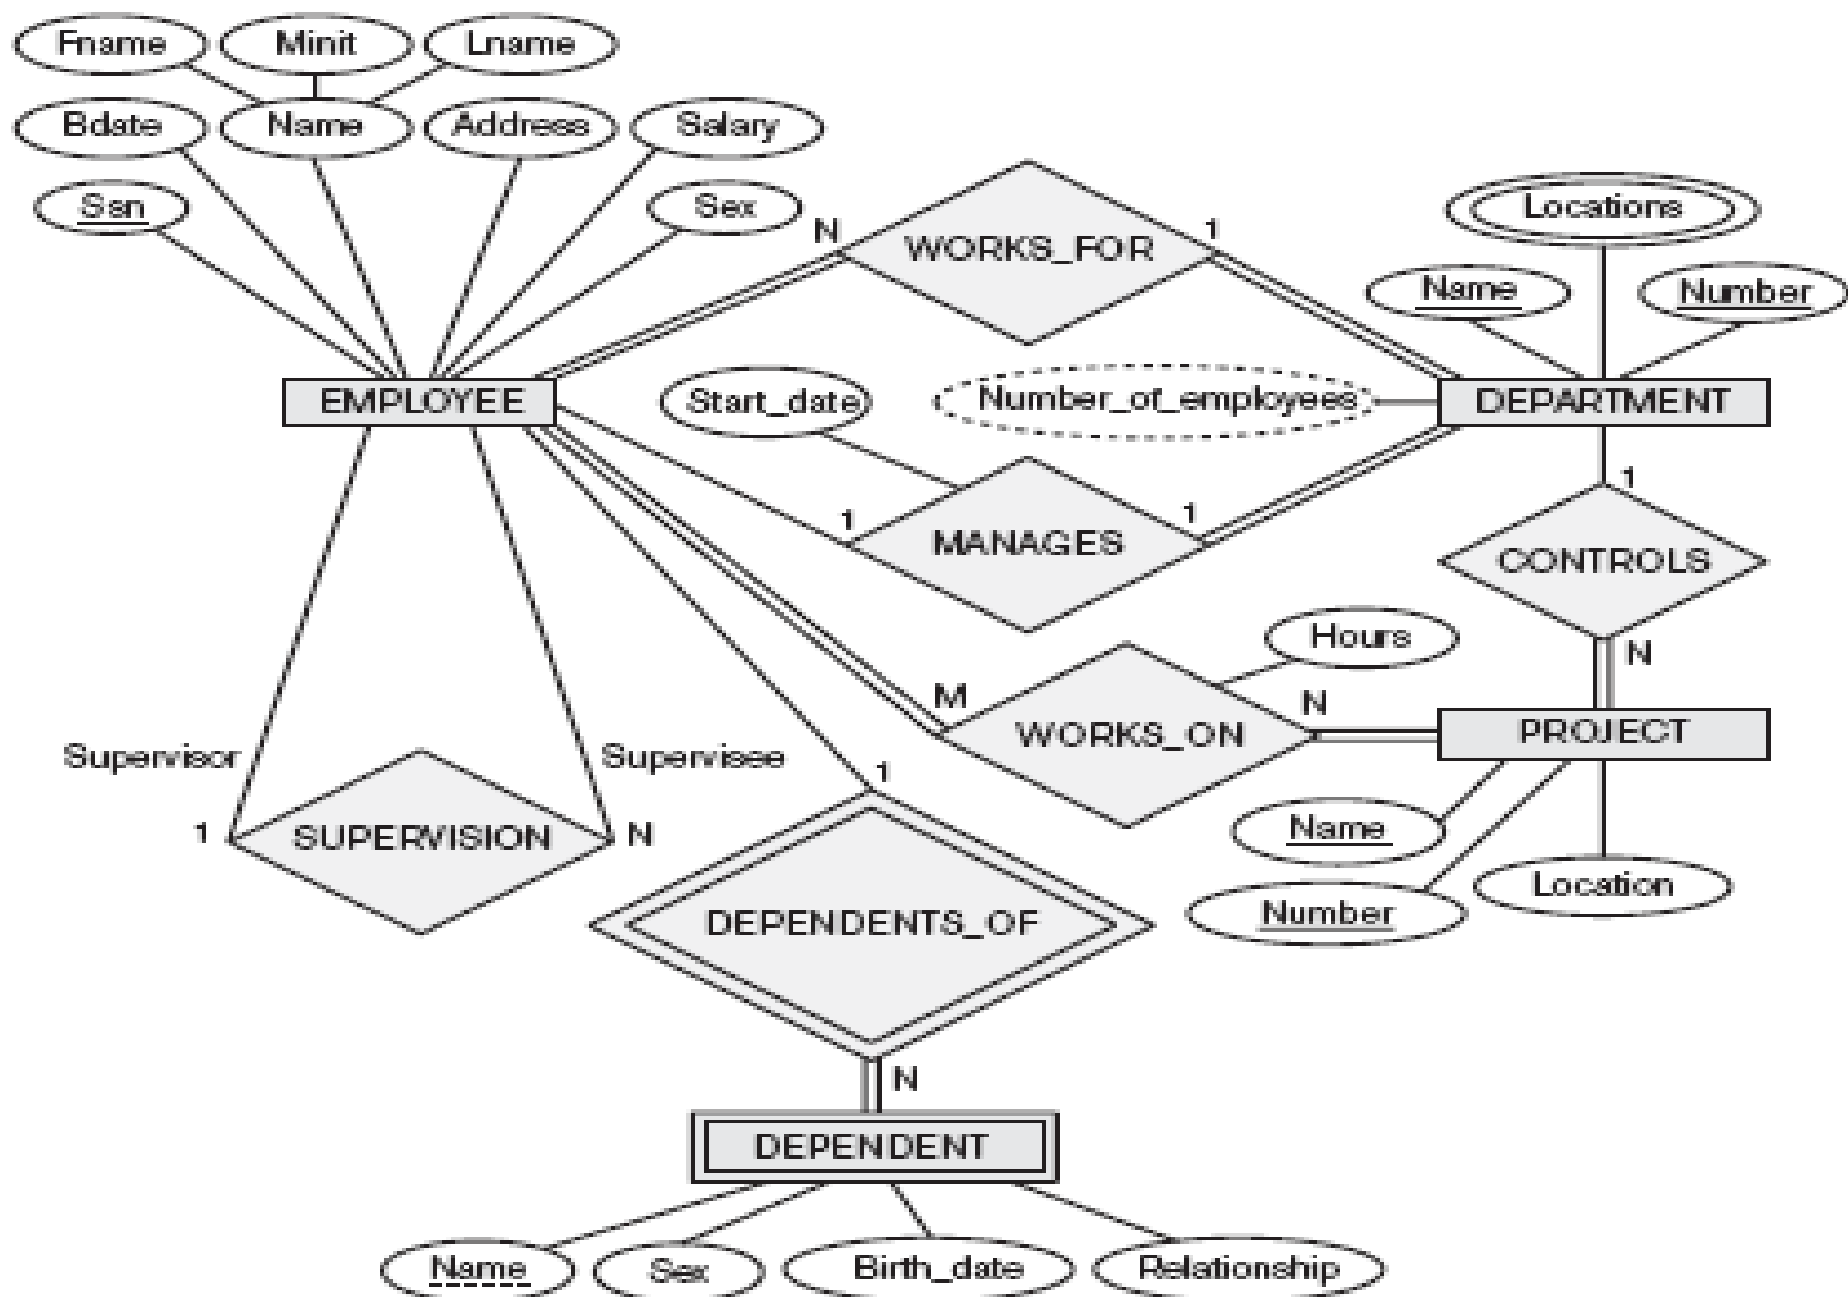 Fname Minit Lname
Bdate Name Address Salary
Ssn Sex
N WORKS_FOR 1
Locations
Name Number
EMPLOYEE
Start_date
Number_of_employees
DEPARTMENT
1 MANAGES 1
1
CONTROLS
N
Hours
M WORKS_ON N
PROJECT
Supervisor Supervisee
1 SUPERVISION N
1
Name
Number
Location
DEPENDENTS_OF
N
DEPENDENT
Name Sex Birth_date Relationship